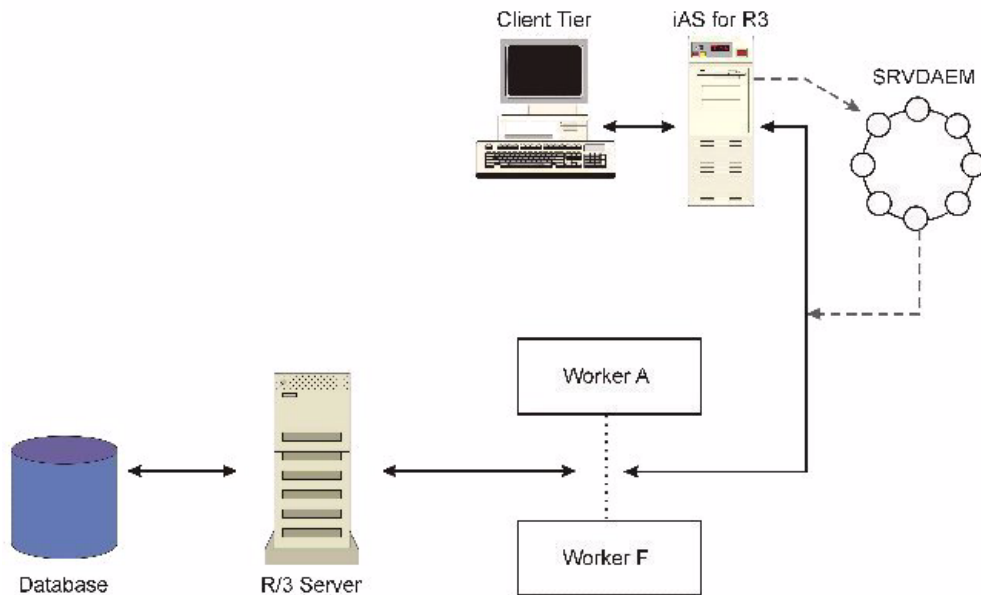 Client Tier
iAS for R3
SRVDAEM
Worker A
Worker F
Database
R/3 Server